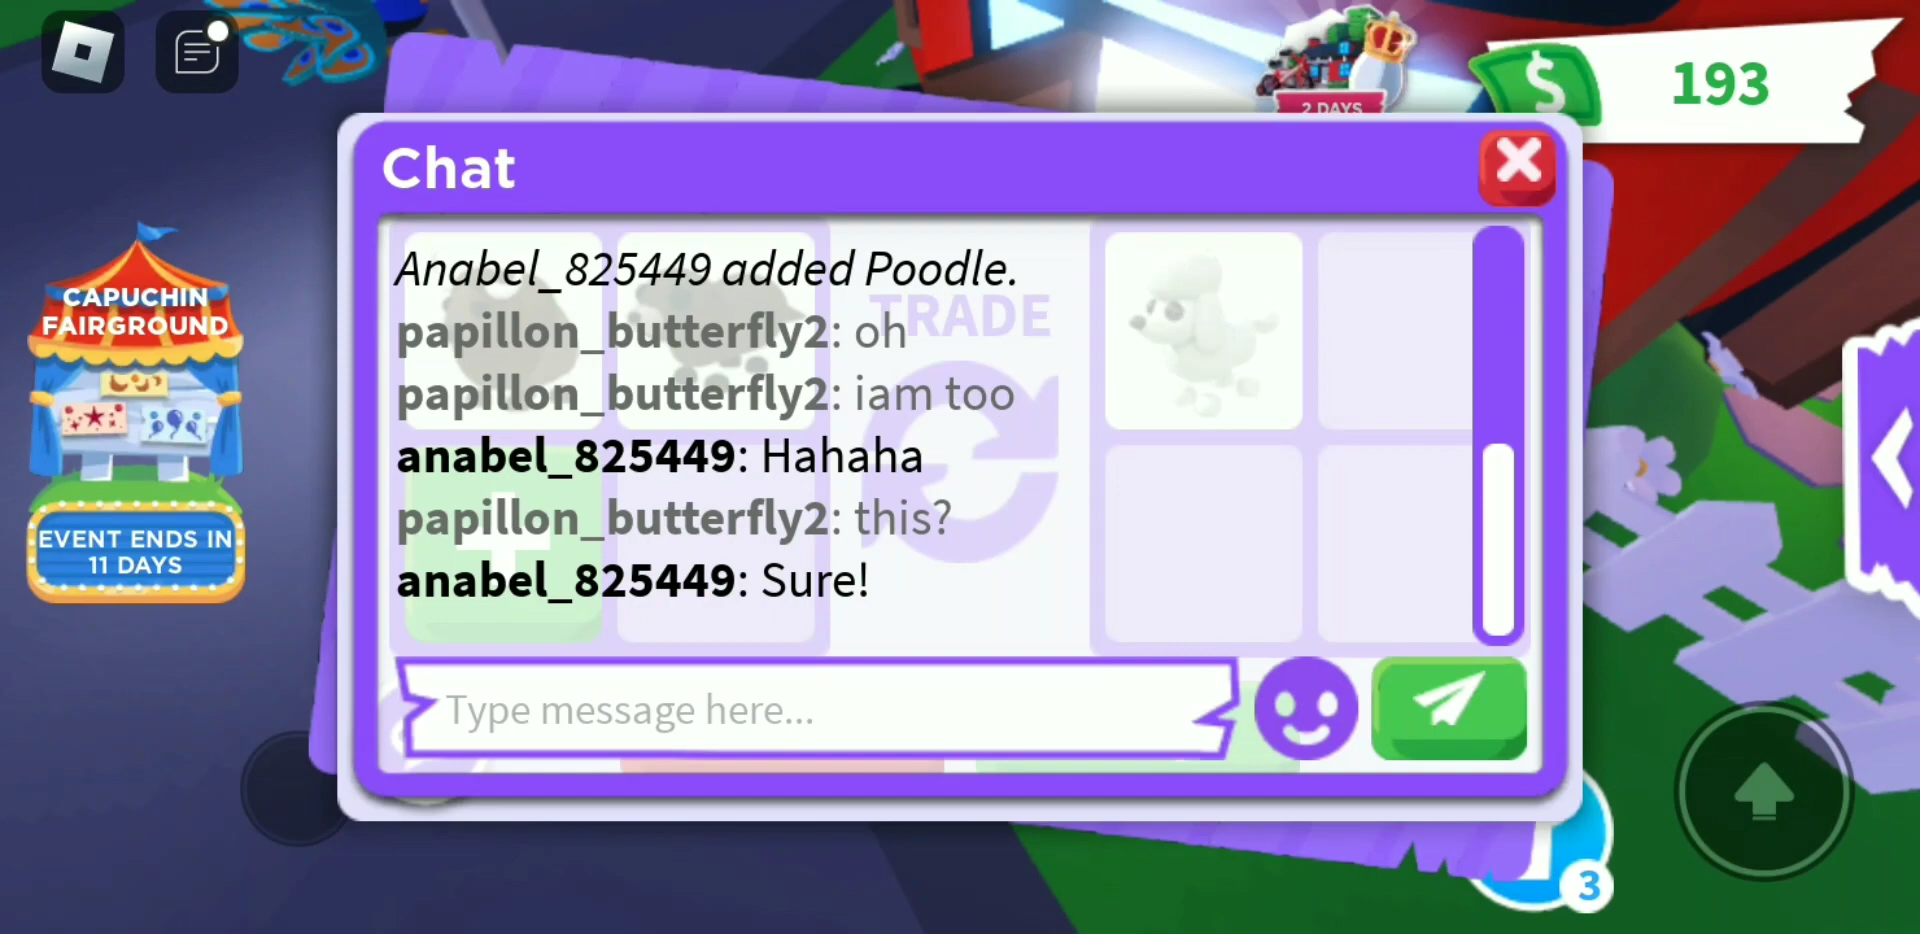 2 DAYS
193
Chat
CAPUCHIN
FAIRGROUND
EVENT ENDS IN
11 DAYS
Anabel_825449 added Poodle.
papillon_butterfly2: oh
TRADE
papillon_butterfly2: iam too
anabel_825449: Hahaha
papillon_butterfly2: this?
anabel_825449: Sure!
Type message here...
3